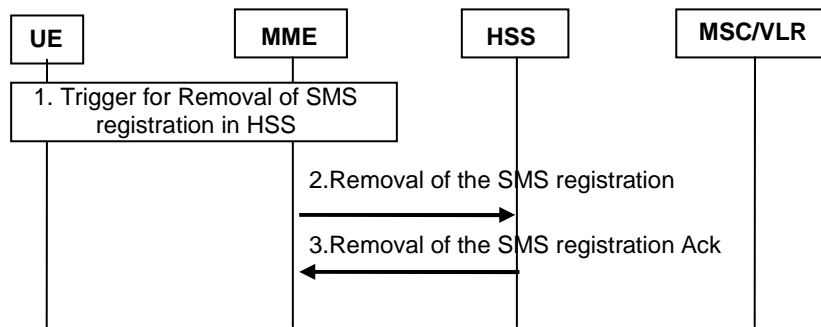 UE
MME
HSS
MSC/VLR
1. Trigger for Removal of SMS
registration in HSS
2.Removal of the SMS registration
3.Removal of the SMS registration Ack